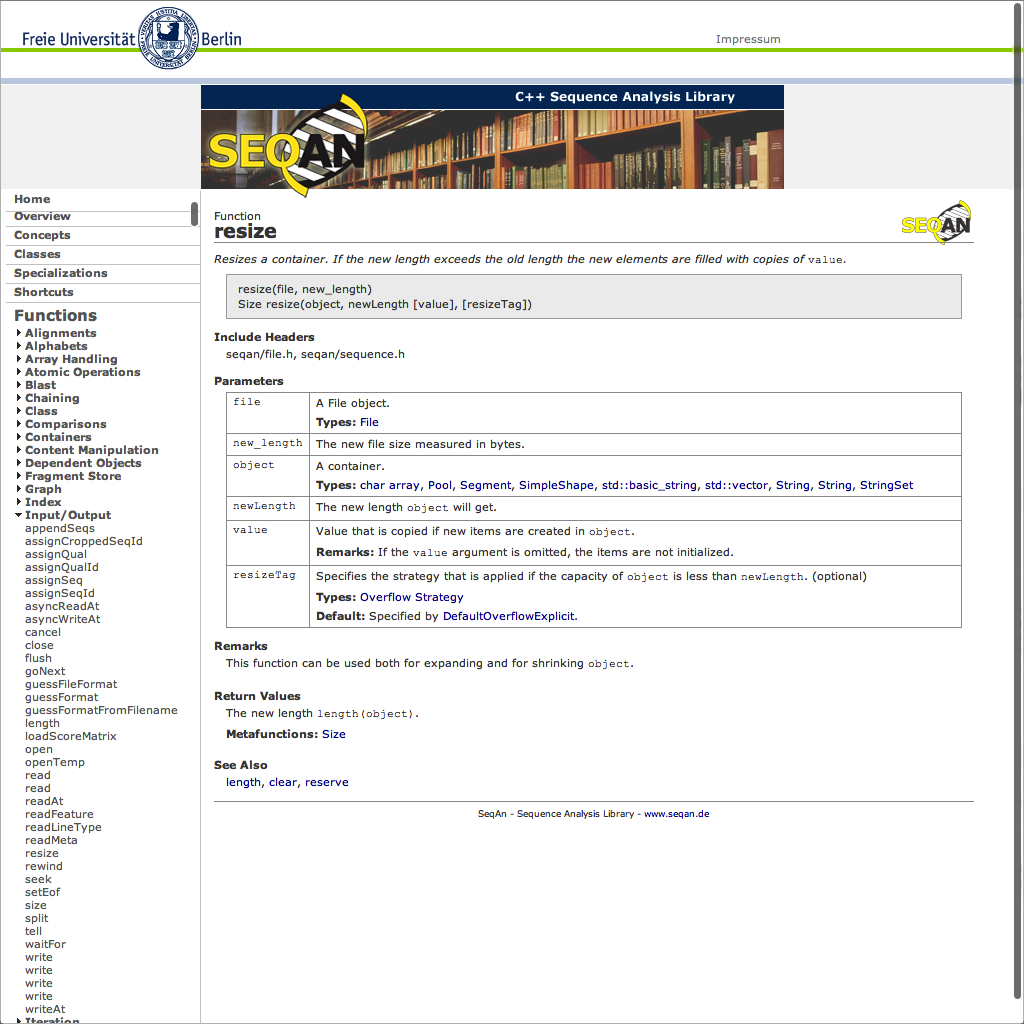 Freie Universität Berlin
Impressum
C++ Sequence Analysis Library
SEQAN
Home
Overview
Concepts
Classes
Specializations
Shortcuts
Functions
Alignments
Alphabets
Array Handling
Atomic Operations
Blast
Chaining
Class
Comparisons
Containers
Content Manipulation
Dependent Objects
Fragment Store
Graph
Index
Input/Output
appendSeqs
assignCroppedSeqId
assignQual
assignQualId
assignSeq
assignSeqId
asyncReadAt
asyncWriteAt
cancel
close
flush
goNext
guessFileFormat
guessFormat
guessFormatFromFilename
length
loadScoreMatrix
open
openTemp
read
read
readAt
readFeature
readLineType
readMeta
resize
rewind
seek
setEof
size
split
tell
waitFor
write
write
write
write
writeAt
Iteration
Function
resize
SEQAN
Resizes a container. If the new length exceeds the old length the new elements are filled with copies of value.
resize(file, new_length)
Size resize(object, newLength [value], [resizeTag])
Include Headers
seqan/file.h, seqan/sequence.h
Parameters
file
A File object.
Types: File
new_length
The new file size measured in bytes.
object
A container.
Types: char array, Pool, Segment, SimpleShape, std::basic_string, std::vector, String, String, StringSet
newLength
The new length object will get.
value
Value that is copied if new items are created in object.
Remarks: If the value argument is omitted, the items are not initialized.
resizeTag
Specifies the strategy that is applied if the capacity of object is less than newLength. (optional)
Types: Overflow Strategy
Default: Specified by DefaultOverflowExplicit.
Remarks
This function can be used both for expanding and for shrinking object.
Return Values
The new length length(object).
Metafunctions: Size
See Also
length, clear, reserve
SeqAn - Sequence Analysis Library - www.seqan.de